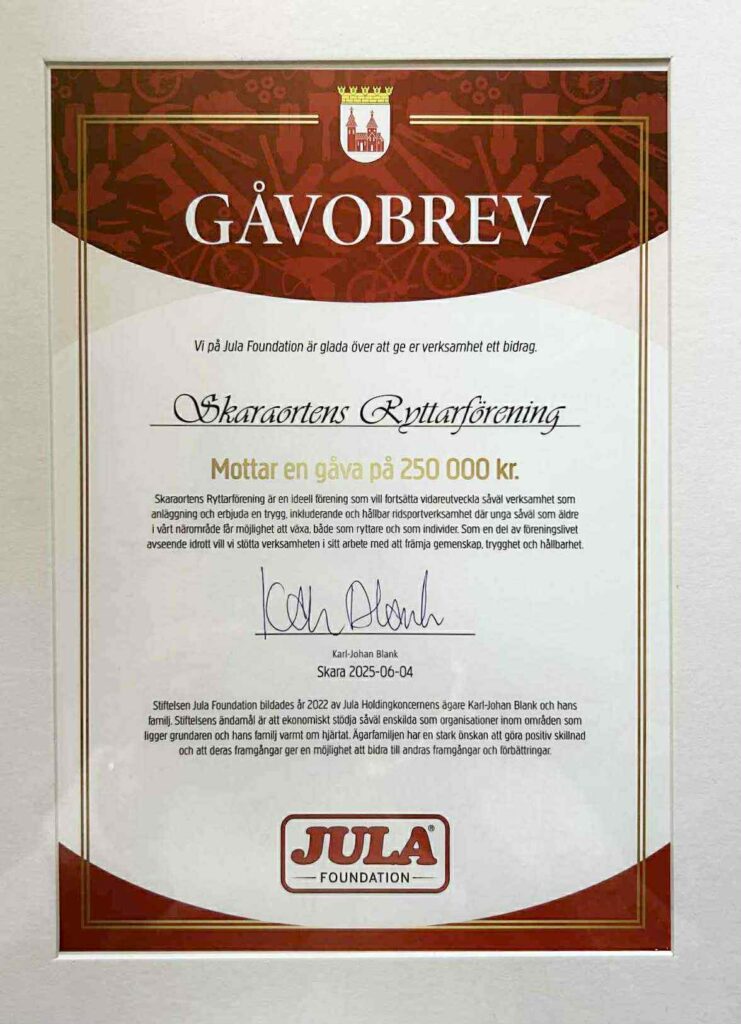 GÅVOBREV
Vi på Jula Foundation är glada över att ge er verksamhet ett bidrag.
Skaraortens Ryttarförening
Mottar en gåva på 250 000 kr.
Skaraortens Ryttarförening är en ideell förening som vill fortsätta vidareutveckla såväl verksamhet som
anläggning och erbjuda en trygg, inkluderande och hållbar ridsportverksamhet där unga såväl som äldre
i vårt närområde får möjlighet att växa, både som ryttare och som individer. Som en del av föreningslivet
avseende idrott vill vi stötta verksamheten i sitt arbete med att främja gemenskap, trygghet och hållbarhet.
Karl-Johan Blank
Skara 2025-06-04
Stiftelsen Jula Foundation bildades år 2022 av Jula Holdingkoncernens ägare Karl-Johan Blank och hans
familj. Stiftelsens ändamål är att ekonomiskt stödja såväl enskilda som organisationer inom områden som
ligger grundaren och hans familj varmt om hjärtat. Ägarfamiljen har en stark önskan att göra positiv skillnad
och att deras framgångar ger en möjlighet att bidra till andras framgångar och förbättringar.
JULA®
FOUNDATION